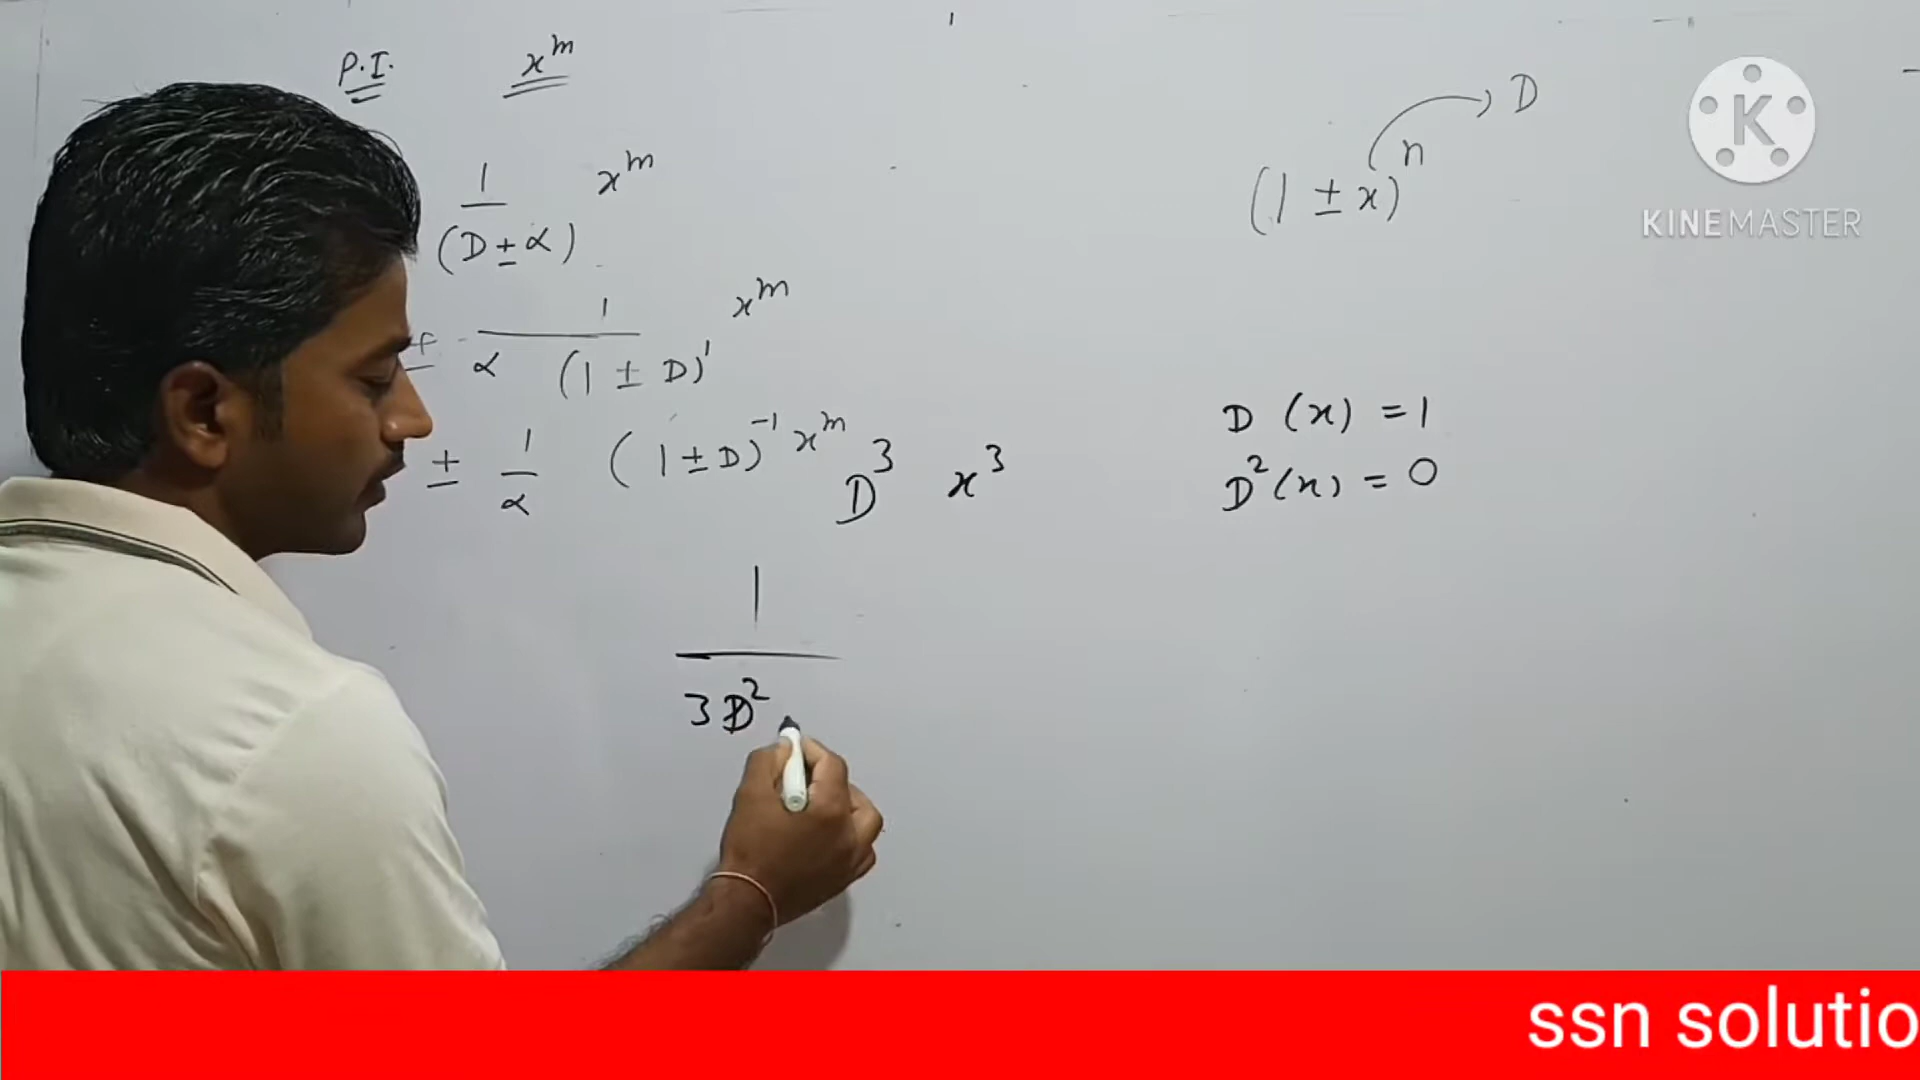 P.I. x^m
1
(D ± α) x^m
± 1
α (1 ± D)^1 x^m
± 1/α (1 ± D)^-1 x^m
D^3 x^3
1
3D^2
(1 ± x)^n → D
D (x) = 1
D^2 (x) = 0
K
KINEMASTER
ssn solutio